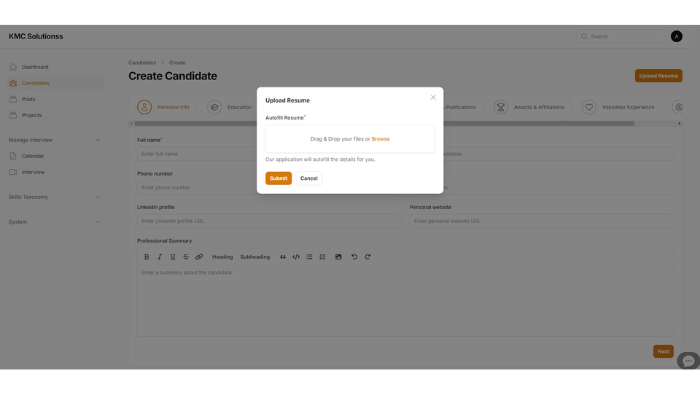 KMC Solutionss
Search
A
Dashboard
Candidates
Posts
Projects
Manage Interview
Calendar
Interview
Skills Taxonomy
System
Candidates > Create
Create Candidate
Upload Resume
Personal Info
Education
Publications
Awards & Affiliations
Volunteer Experience
Full name*
Enter full name
address
Phone number
Enter phone number
LinkedIn profile
Enter LinkedIn profile URL
Personal website
Enter personal website URL
Professional Summary
B I U S Heading Subheading
Enter a summary about the candidate
Next
Upload Resume
Autofill Resume*
Drag & Drop your files or Browse
Our application will autofill the details for you.
Submit
Cancel